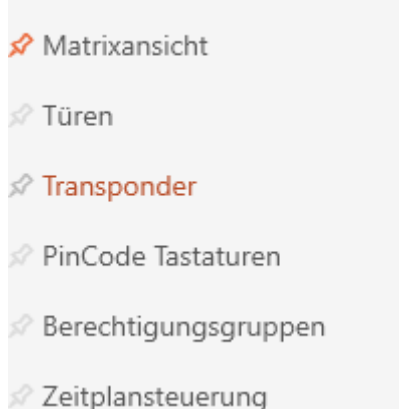 Matrixansicht
Türen
Transponder
PinCode Tastaturen
Berechtigungsgruppen
Zeitplansteuerung